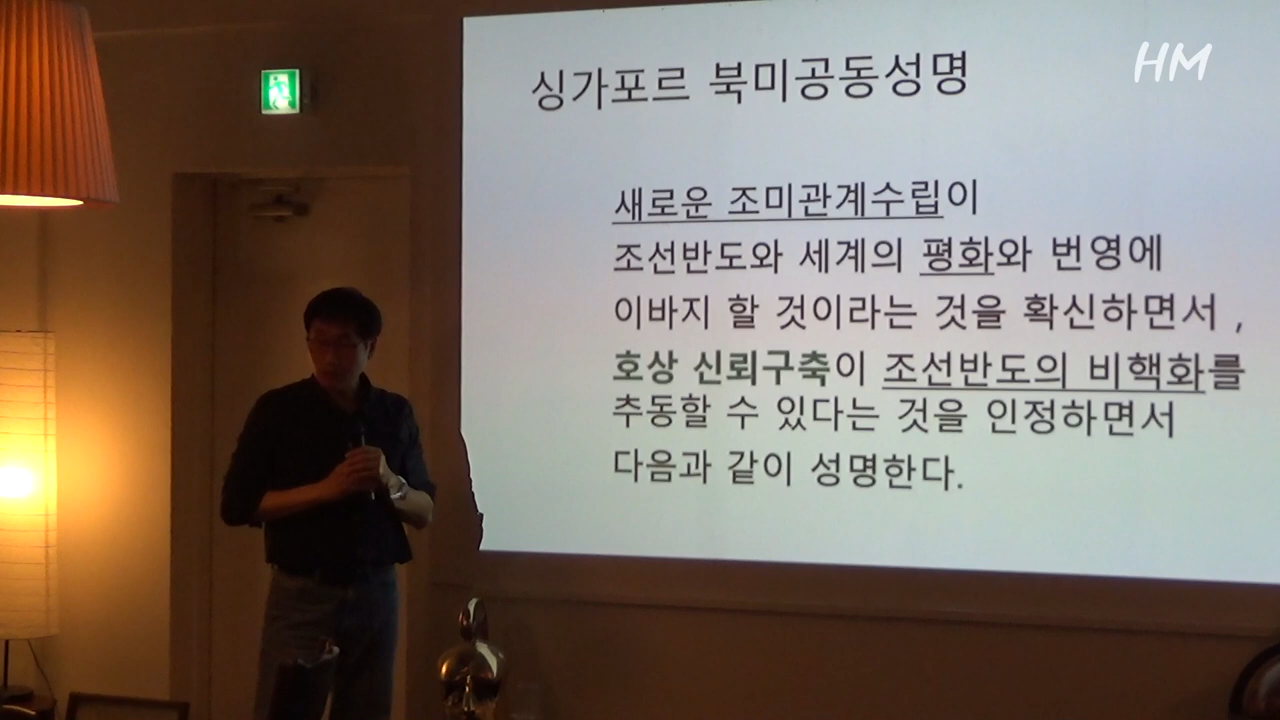 HM
싱가포르 북미공동성명
새로운 조미관계수립이
조선반도와 세계의 평화와 번영에
이바지 할 것이라는 것을 확신하면서 ,
호상 신뢰구축이 조선반도의 비핵화를
추동할 수 있다는 것을 인정하면서
다음과 같이 성명한다.